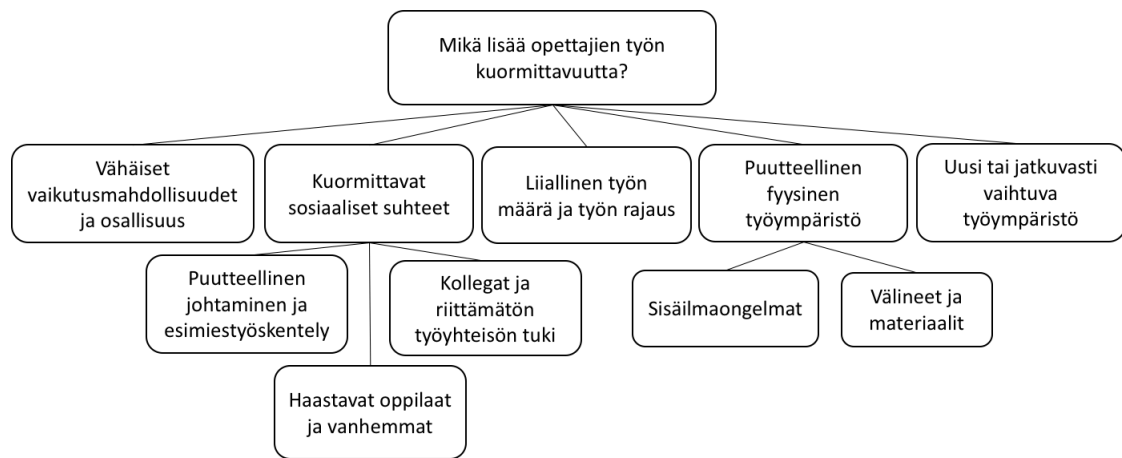 Mikä lisää opettajien työn
kuormittavuutta?
Vähäiset
vaikutusmahdollisuudet
ja osallisuus
Kuormittavat
sosiaaliset suhteet
Liiallinen työn
määrä ja työn rajaus
Puutteellinen
fyysinen
työympäristö
Uusi tai jatkuvasti
vaihtuva
työympäristö
Puutteellinen
johtaminen ja
esimiestyöskentely
Kollegat ja
riittämätön
työyhteisön tuki
Sisäilmaongelmat
Välineet ja
materiaalit
Haastavat oppilaat
ja vanhemmat